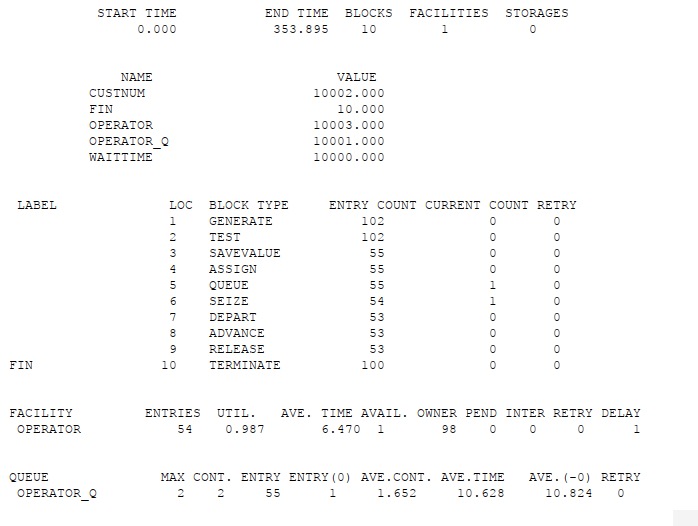 START TIME END TIME BLOCKS FACILITIES STORAGES
0.000 353.895 10 1 0
NAME VALUE
CUSTNUM 10002.000
FIN 10.000
OPERATOR 10003.000
OPERATOR_Q 10001.000
WAITTIME 10000.000
LABEL LOC BLOCK TYPE ENTRY COUNT CURRENT COUNT RETRY
1 GENERATE 102 0 0
2 TEST 102 0 0
3 SAVEVALUE 55 0 0
4 ASSIGN 55 0 0
5 QUEUE 55 1 0
6 SEIZE 54 1 0
7 DEPART 53 0 0
8 ADVANCE 53 0 0
9 RELEASE 53 0 0
FIN 10 TERMINATE 100 0 0
FACILITY ENTRIES UTIL. AVE. TIME AVAIL. OWNER PEND INTER RETRY DELAY
OPERATOR 54 0.987 6.470 1 98 0 0 0 1
QUEUE MAX CONT. ENTRY ENTRY(0) AVE.CONT. AVE.TIME AVE.(-0) RETRY
OPERATOR_Q 2 2 55 1 1.652 10.628 10.824 0